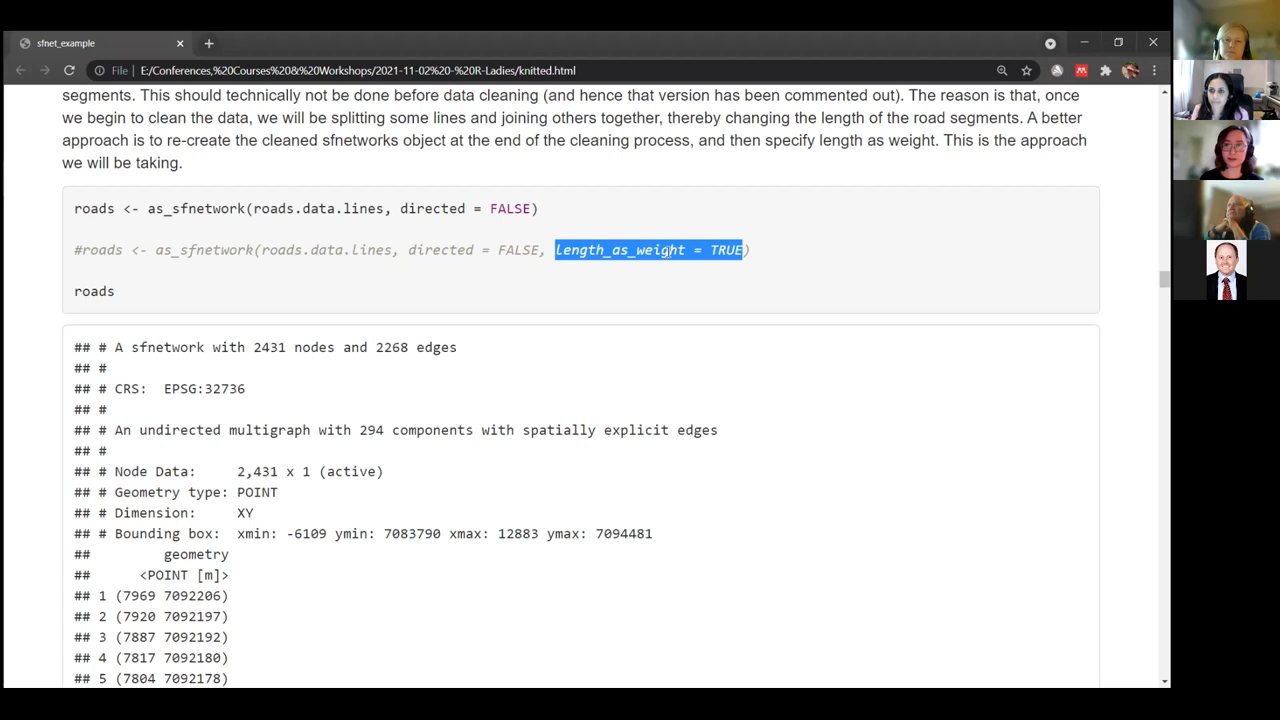 sfnet_example
File
E:/Conferences,%20Courses%20&%20Workshops/2021-11-02%20-%20R-Ladies/knitted.html
segments. This should technically not be done before data cleaning (and hence that version has been commented out). The reason is that, once
we begin to clean the data, we will be splitting some lines and joining others together, thereby changing the length of the road segments. A better
approach is to re-create the cleaned sfnetworks object at the end of the cleaning process, and then specify length as weight. This is the approach
we will be taking.
roads <- as_sfnetwork(roads.data.lines, directed = FALSE)
#roads <- as_sfnetwork(roads.data.lines, directed = FALSE, length_as_weight = TRUE)
roads
## # A sfnetwork with 2431 nodes and 2268 edges
## #
## # CRS:  EPSG:32736
## #
## # An undirected multigraph with 294 components with spatially explicit edges
## #
## # Node Data:     2,431 x 1 (active)
## # Geometry type: POINT
## # Dimension:     XY
## # Bounding box:  xmin: -6109 ymin: 7083790 xmax: 12883 ymax: 7094481
##          geometry
##       <POINT [m]>
## 1 (7969 7092206)
## 2 (7920 7092197)
## 3 (7887 7092192)
## 4 (7817 7092180)
## 5 (7804 7092178)